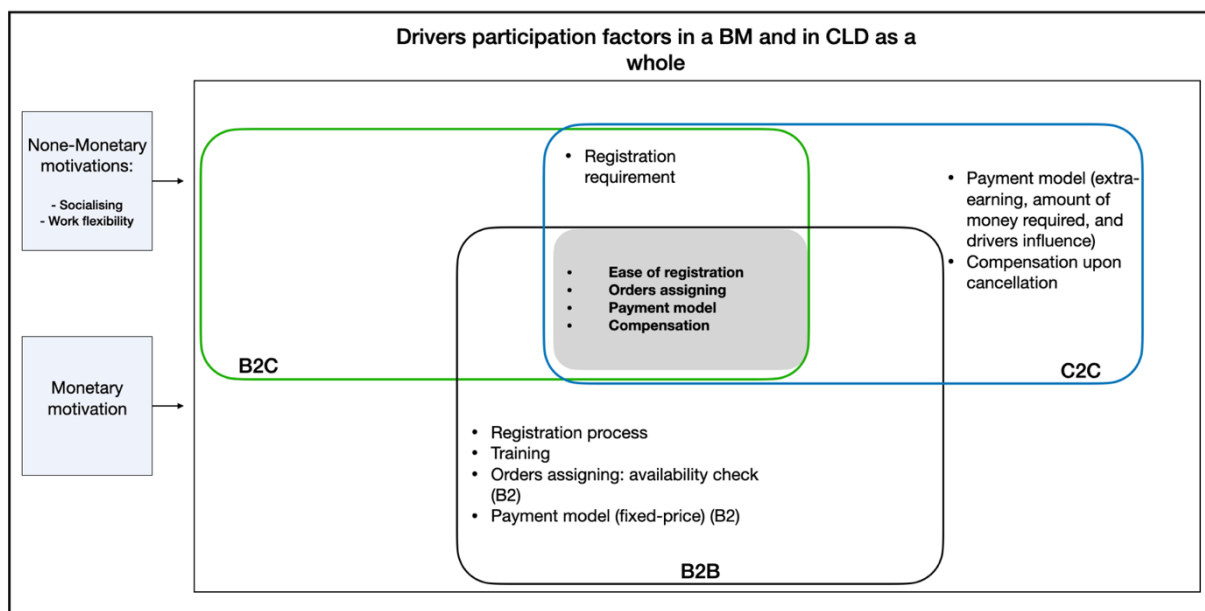 Drivers participation factors in a BM and in CLD as a
whole
None-Monetary
motivations:
- Socialising
- Work flexibility
Monetary
motivation
• Registration
requirement
• Payment model (extra-
earning, amount of
money required, and
drivers influence)
• Compensation upon
cancellation
• Ease of registration
• Orders assigning
• Payment model
• Compensation
B2C
C2C
• Registration process
• Training
• Orders assigning: availability check
(B2)
• Payment model (fixed-price) (B2)
B2B